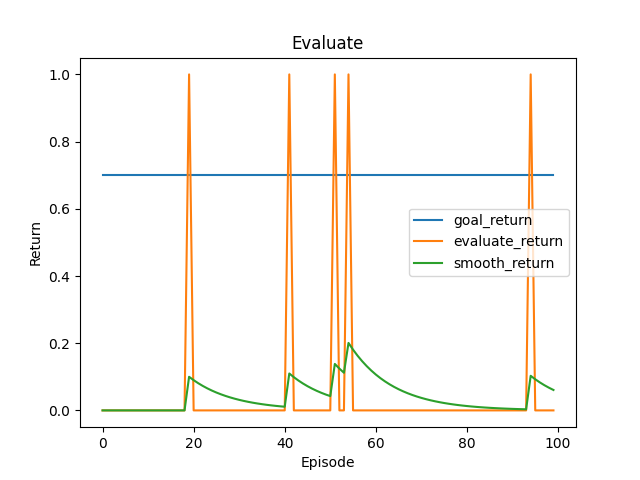 Evaluate
Return
1.0
0.8
0.6
0.4
0.2
0.0
goal_return
evaluate_return
smooth_return
0 20 40 60 80 100
Episode